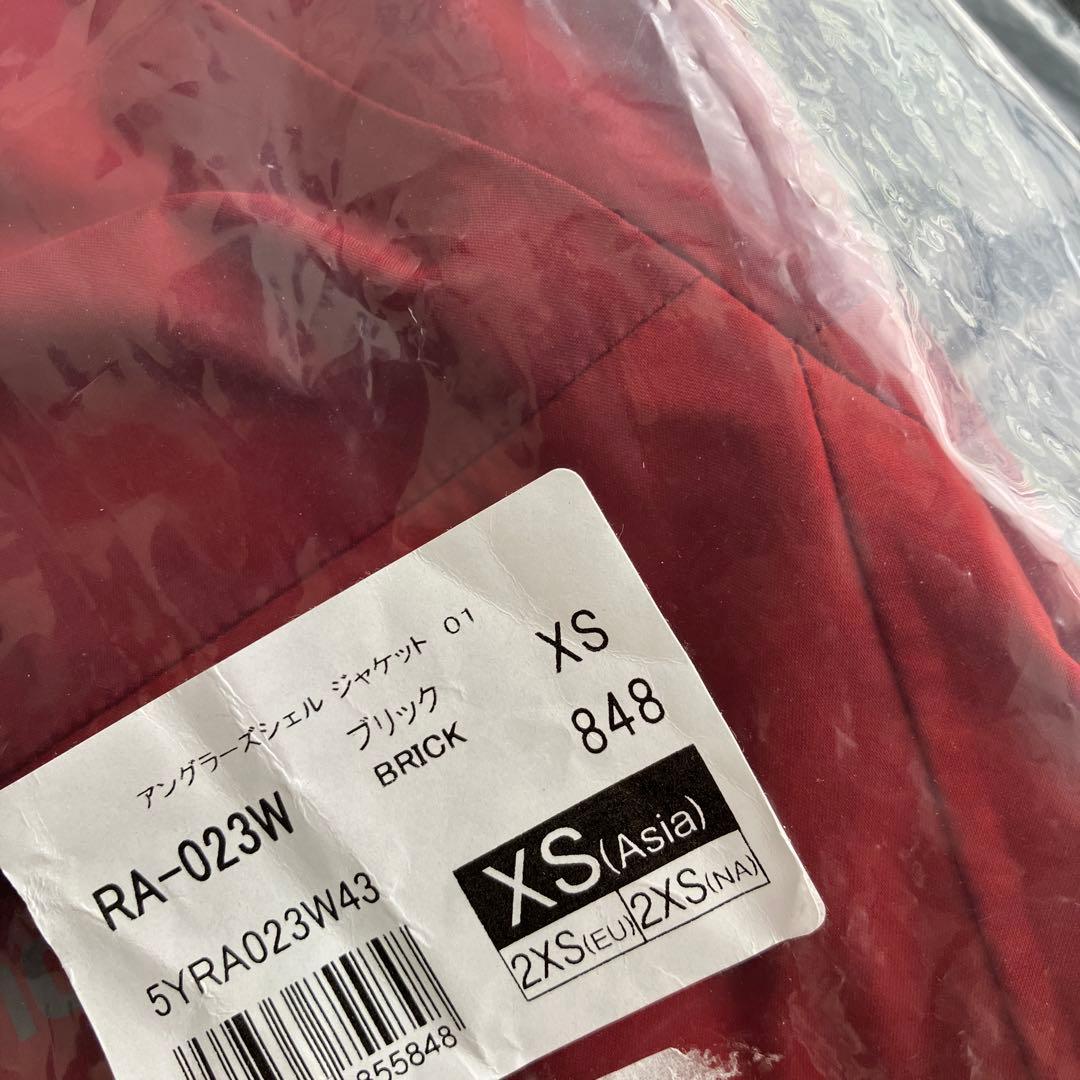 アングラーズシェル ジャケット 01
XS
ブリック
848
BRICK
RA-023W
XS(Asia)
5YRA023W43
2XS(EU)
2XS(NA)
855848